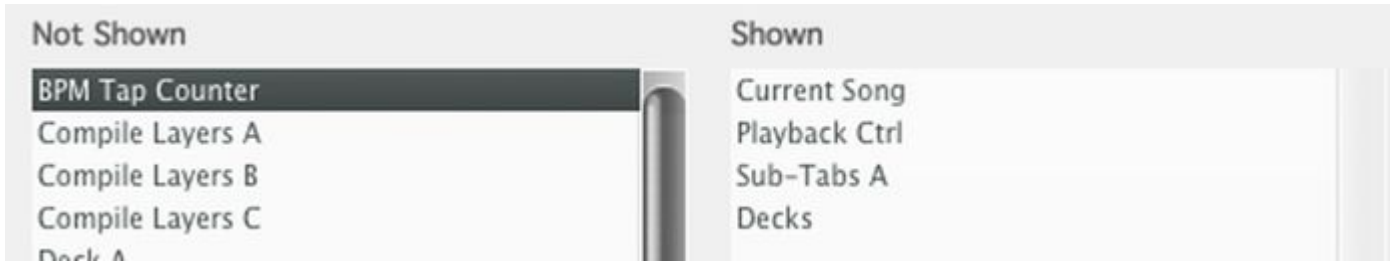 Not Shown
BPM Tap Counter
Compile Layers A
Compile Layers B
Compile Layers C
Deck A
Shown
Current Song
Playback Ctrl
Sub-Tabs A
Decks